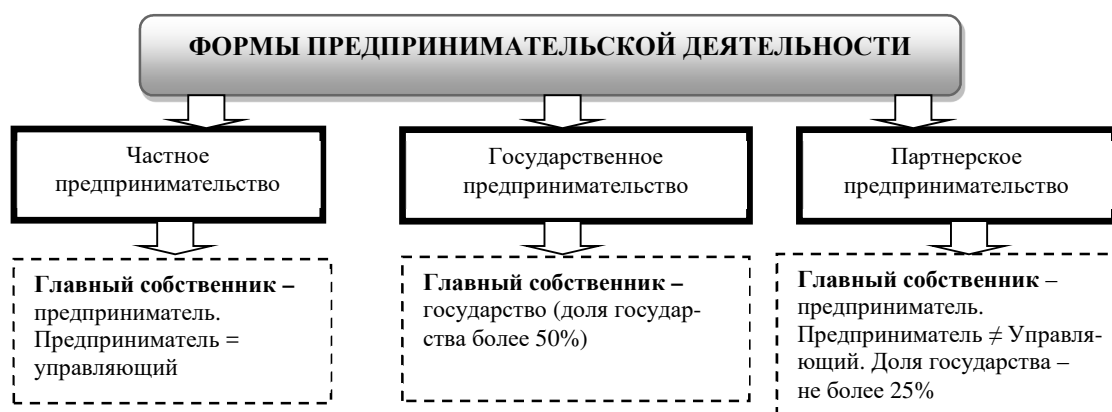 ФОРМЫ ПРЕДПРИНИМАТЕЛЬСКОЙ ДЕЯТЕЛЬНОСТИ
Частное
предпринимательство
Государственное
предпринимательство
Партнерское
предпринимательство
Главный собственник –
предприниматель.
Предприниматель =
управляющий
Главный собственник –
государство (доля государ-
ства более 50%)
Главный собственник –
предприниматель.
Предприниматель ≠ Управля-
ющий. Доля государства –
не более 25%